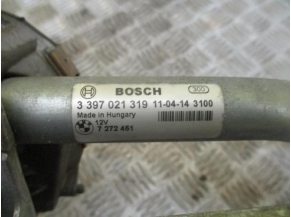 BOSCH
3 397 021 319 11-04-14 3100
Made in Hungary
12V
7 272 451